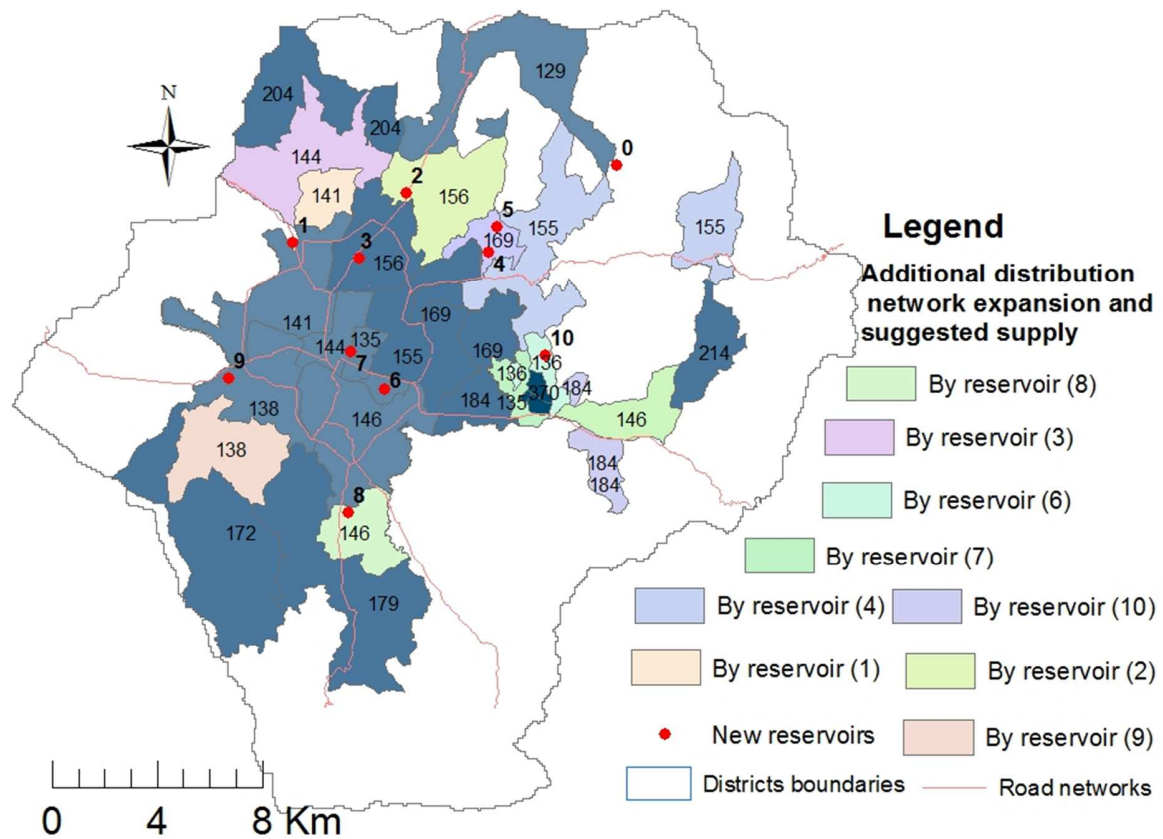 N
129
204
204
0
144
2
141
156
5
155
155
1
169
3
4
156
141
169
10
144
135
7
155
169
136
136
214
9
6
370
184
138
146
184
135
146
138
184
184
8
172
146
179
0 4 8 Km
Legend
Additional distribution
network expansion and
suggested supply
By reservoir (8)
By reservoir (3)
By reservoir (6)
By reservoir (7)
By reservoir (4)
By reservoir (10)
By reservoir (1)
By reservoir (2)
New reservoirs
By reservoir (9)
Districts boundaries
Road networks